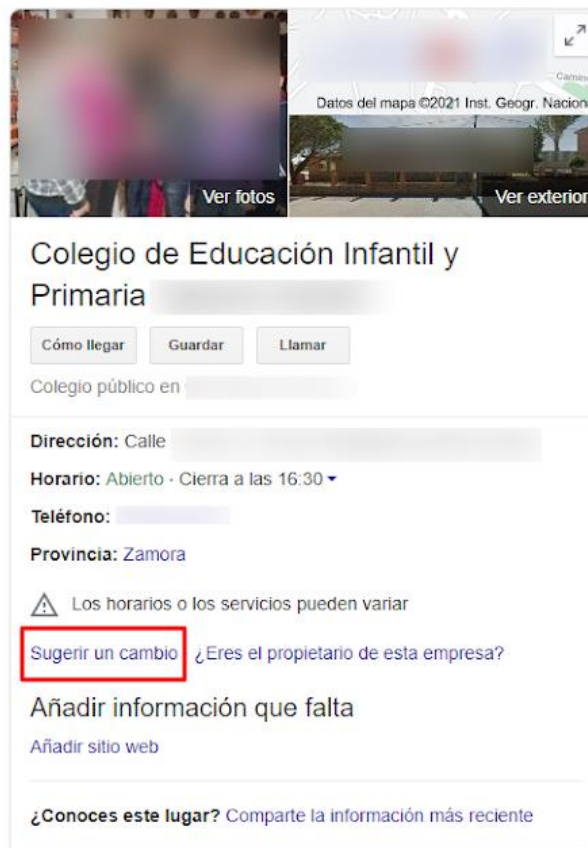 Camino
Datos del mapa ©2021 Inst. Geogr. Nacional
Ver fotos
Ver exterior
Colegio de Educación Infantil y
Primaria
Cómo llegar
Guardar
Llamar
Colegio público en
Dirección: Calle
Horario: Abierto · Cierra a las 16:30
Teléfono:
Provincia: Zamora
Los horarios o los servicios pueden variar
Sugerir un cambio ¿Eres el propietario de esta empresa?
Añadir información que falta
Añadir sitio web
¿Conoces este lugar? Comparte la información más reciente